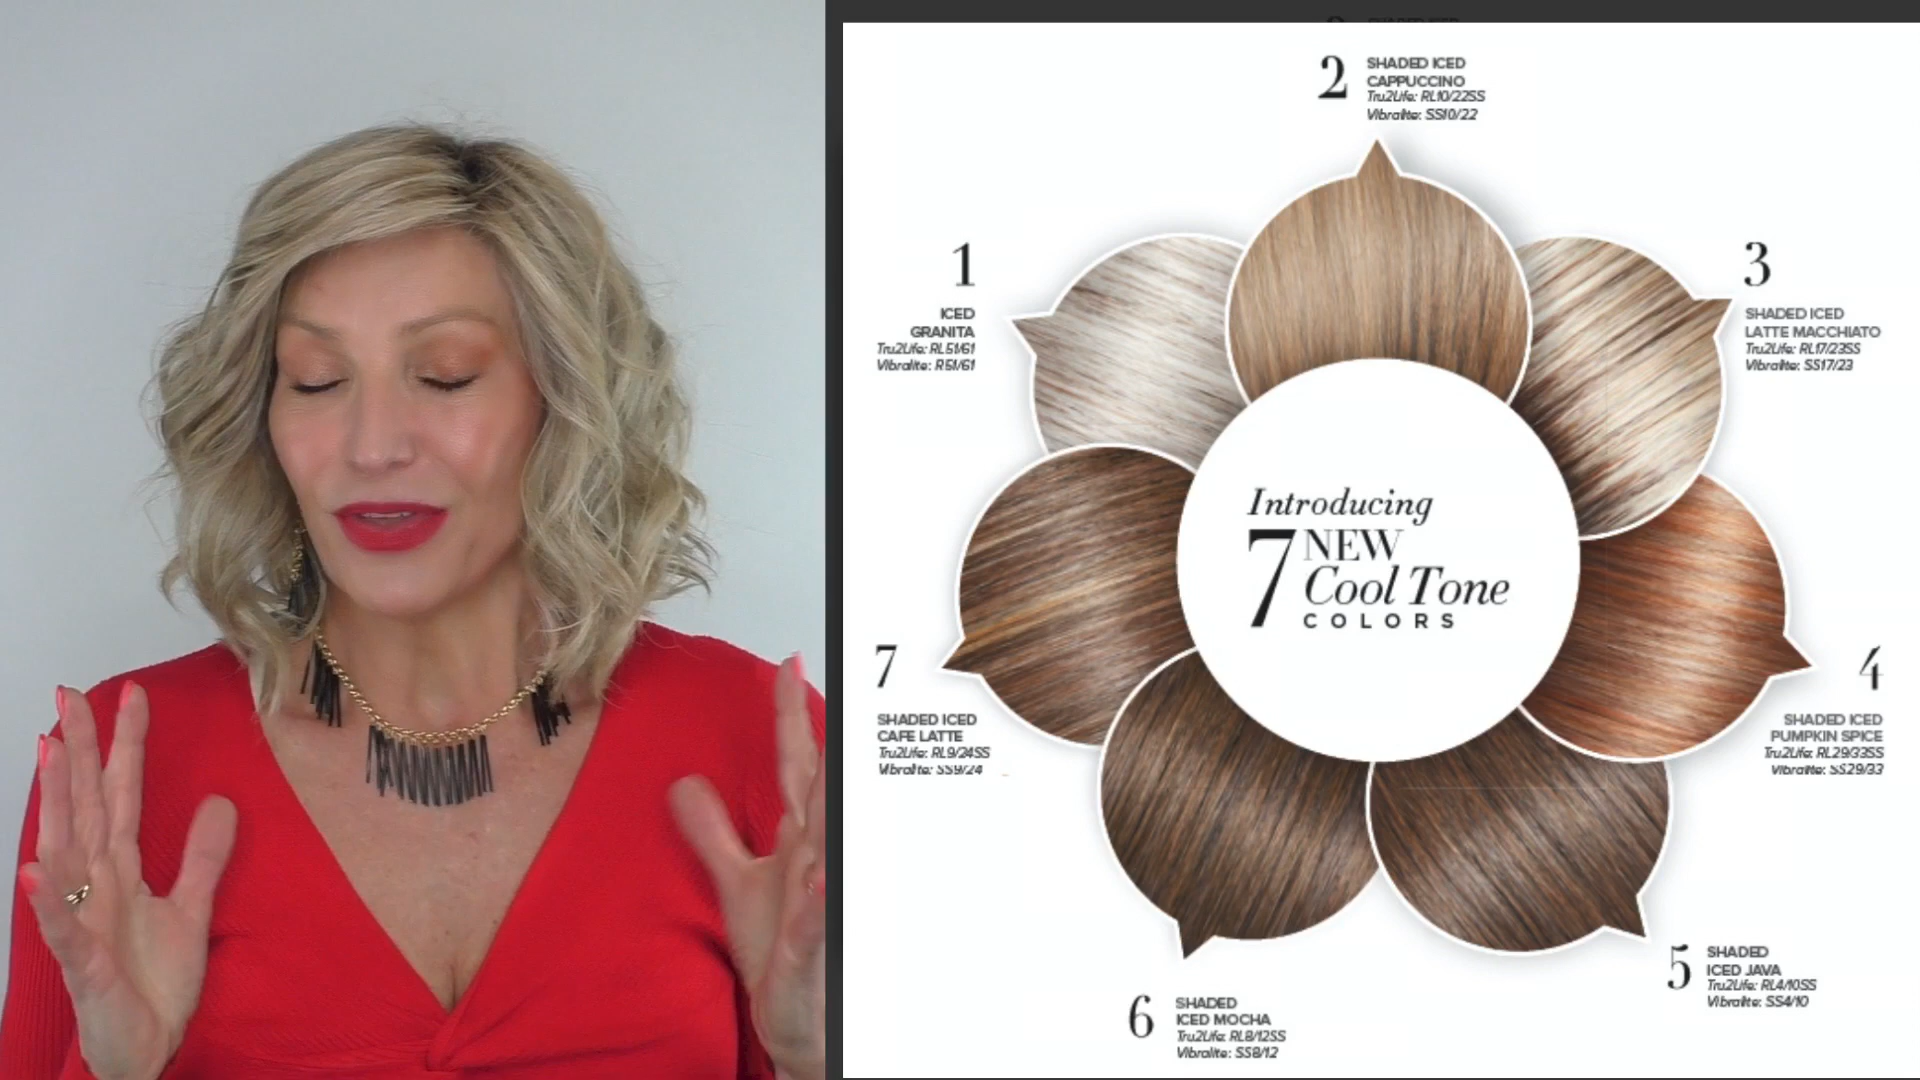 2
SHADED ICED
CAPPUCCINO
Tru2Life: RL10/22SS
Vibralite: SS10/22
1
ICED
GRANITA
Tru2Life: RL51/61
Vibralite: R51/61
3
SHADED ICED
LATTE MACCHIATO
Tru2Life: RL17/23SS
Vibralite: SS17/23
Introducing
7 NEW
Cool Tone
COLORS
7
SHADED ICED
CAFE LATTE
Tru2Life: RL9/24SS
Vibralite: SS9/24
4
SHADED ICED
PUMPKIN SPICE
Tru2Life: RL29/33SS
Vibralite: SS29/33
5
SHADED
ICED JAVA
Tru2Life: RL4/10SS
Vibralite: SS4/10
6
SHADED
ICED MOCHA
Tru2Life: RL8/12SS
Vibralite: SS8/12